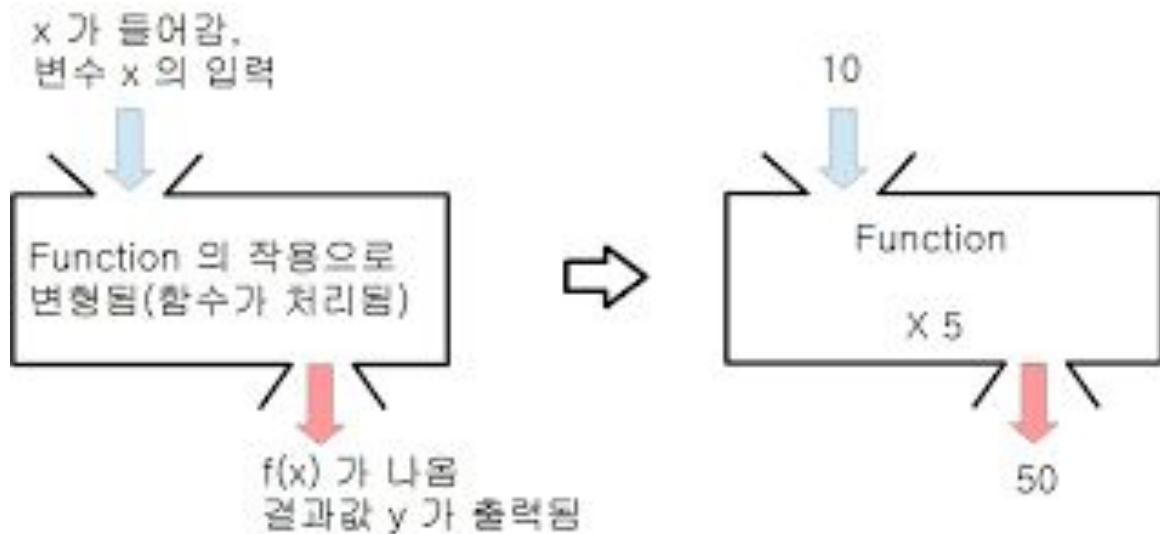 x 가 들어감,
변수 x 의 입력
Function 의 작용으로
변형됨(함수가 처리됨)
f(x) 가 나옴
결과값 y 가 출력됨
10
Function
X 5
50